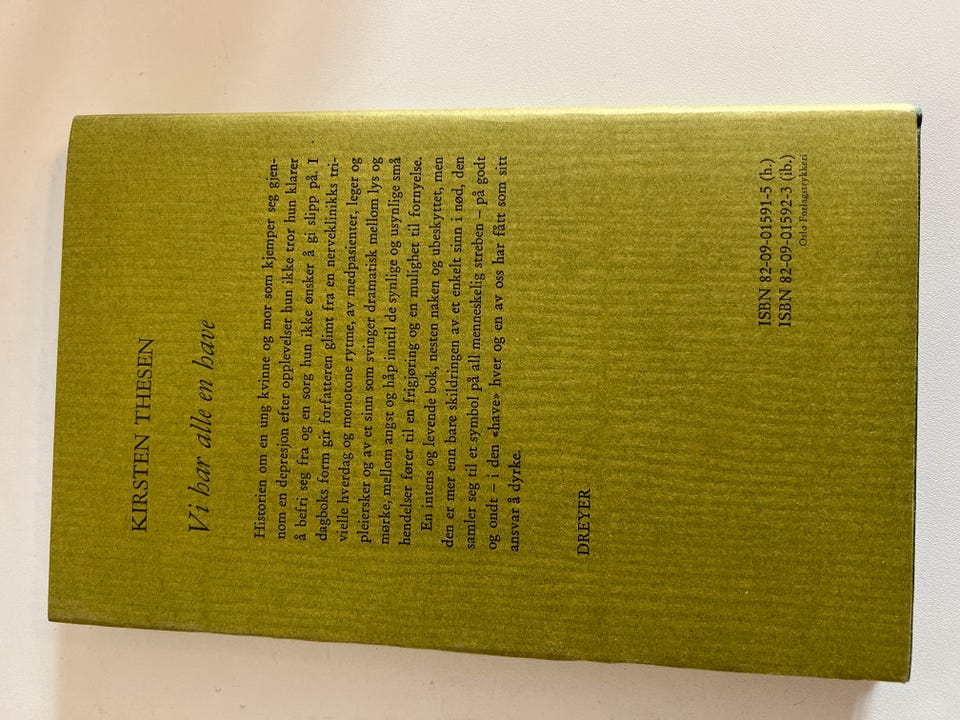 KIRSTEN THESEN
Vi har alle en have
Historien om en ung kvinne og mor som kjemper seg gjen-
nom en depresjon efter opplevelser hun ikke tror hun klarer
å befri seg fra og en sorg hun ikke ønsker å gi slipp på. I
dagboks form gir forfatteren glimt fra en nerveklinikks tri-
vielle hverdag og monotone rytme, av medpasienter, leger og
pleiersker og av et sinn som svinger dramatisk mellom lys og
mørke, mellom angst og håp inntil de synlige og usynlige små
hendelser fører til en frigjøring og en mulighet til fornyelse.
En intens og levende bok, nesten naken og ubeskyttet, men
den er mer enn bare skildringen av et enkelt sinn i nød, den
samler seg til et symbol på all menneskelig streben – på godt
og ondt – i den «have» hver og en av oss har fått som sitt
ansvar å dyrke.
DREYER
ISBN 82-09-01591-5 (h.)
ISBN 82-09-01592-3 (ib.)
Oslo Forlagstrykkeri